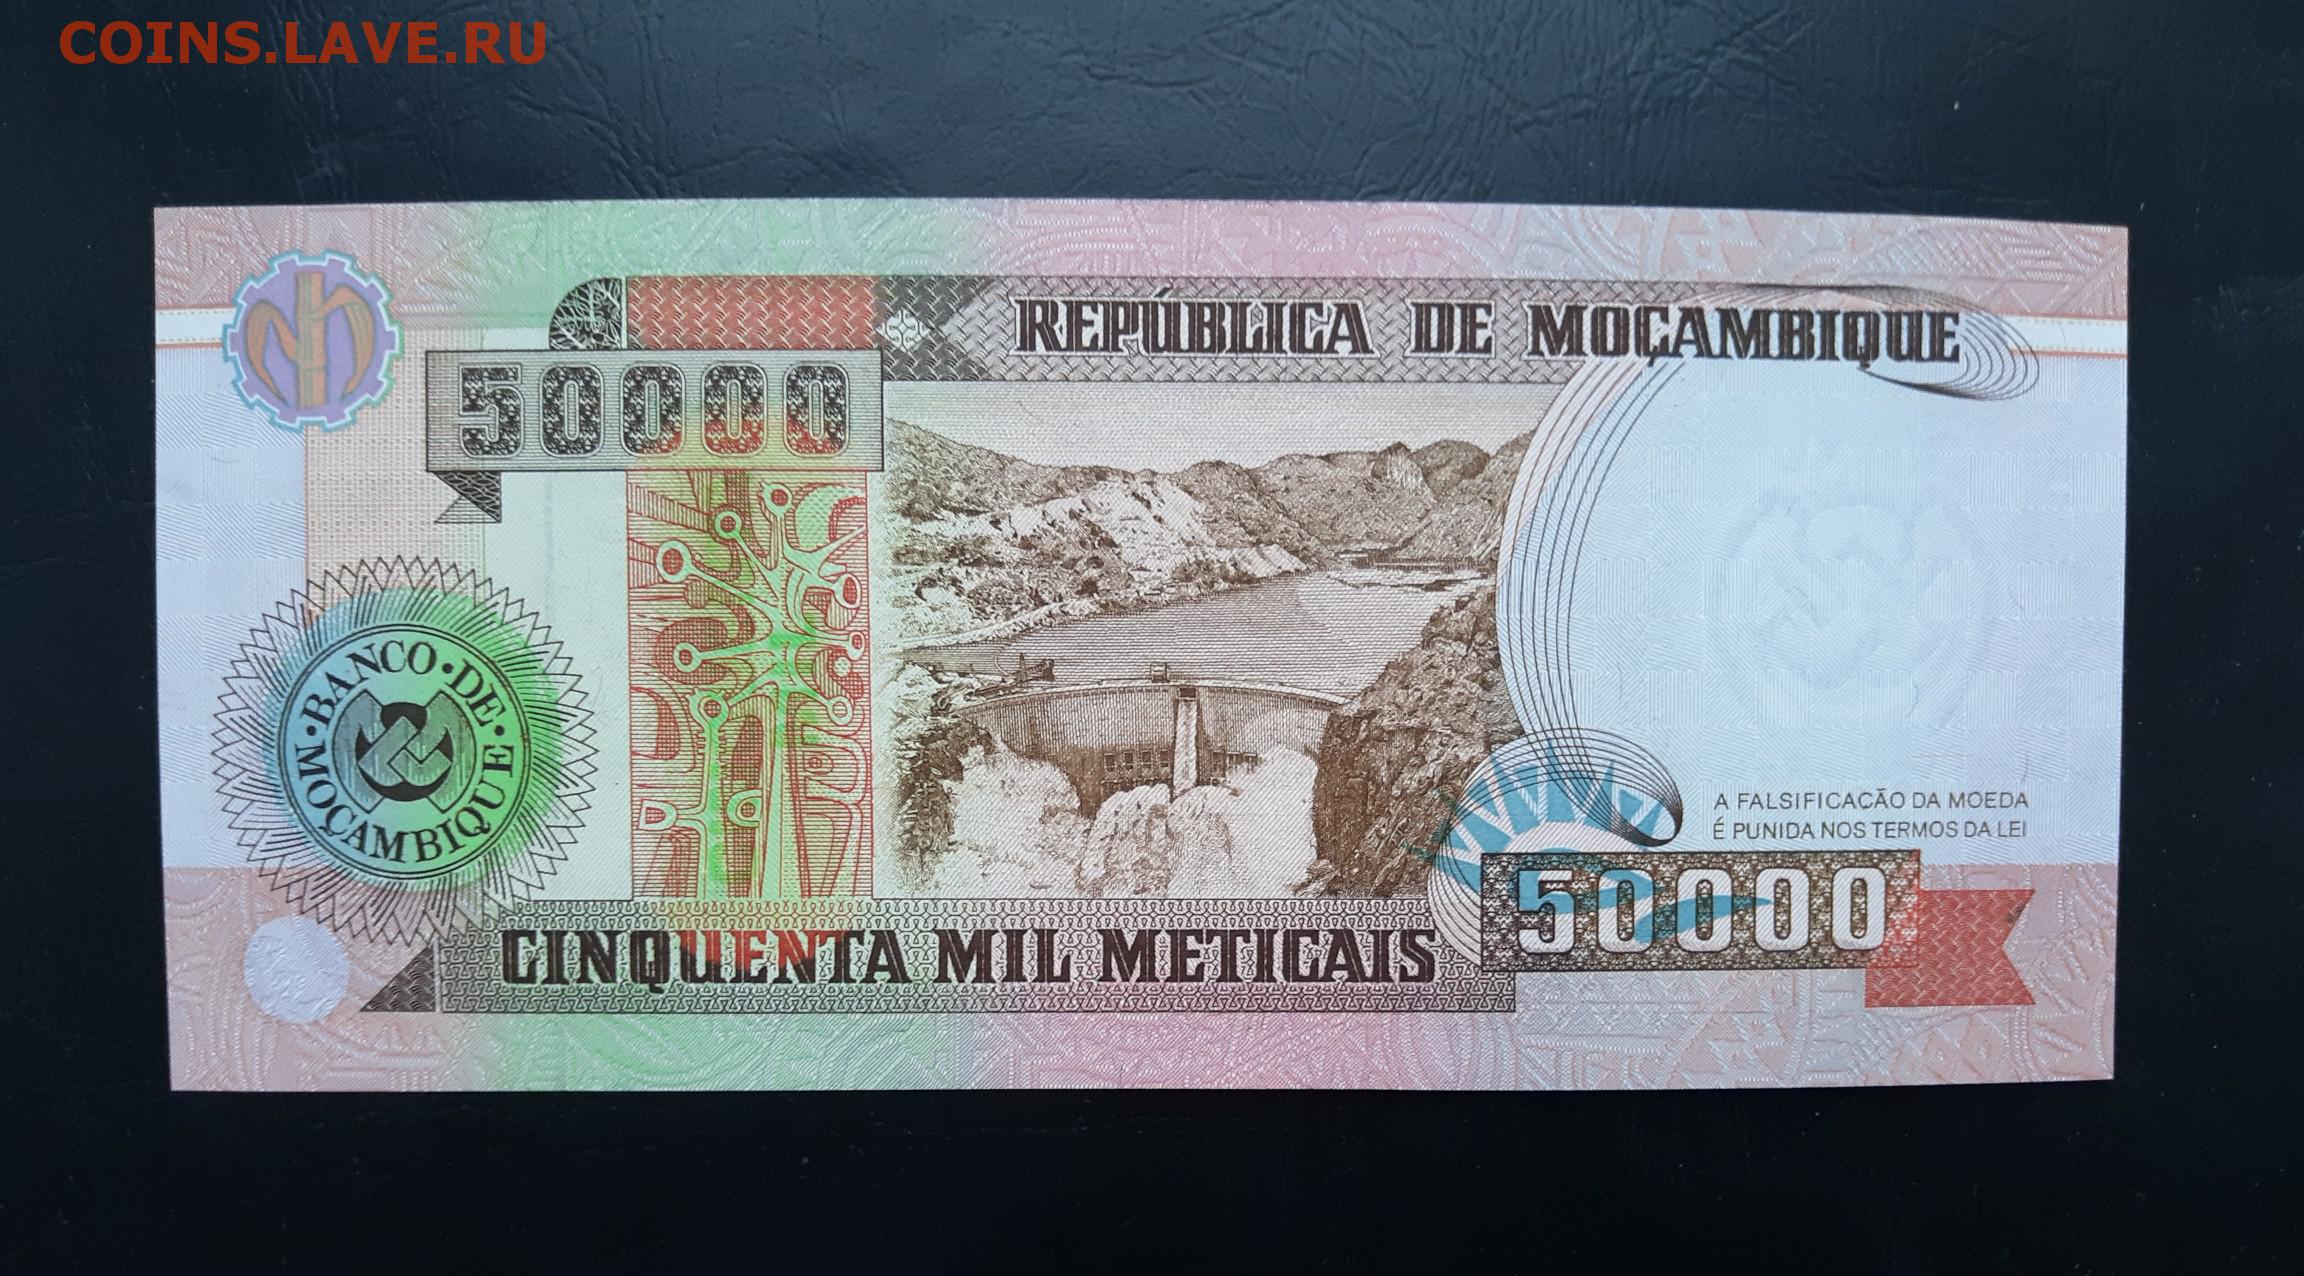 COINS.LAVE.RU
REPÚBLICA DE MOÇAMBIQUE
50000
BANCO · DE · MOÇAMBIQUE ·
A FALSIFICAÇÃO DA MOEDA
É PUNIDA NOS TERMOS DA LEI
50000
CINQUENTA MIL METICAIS